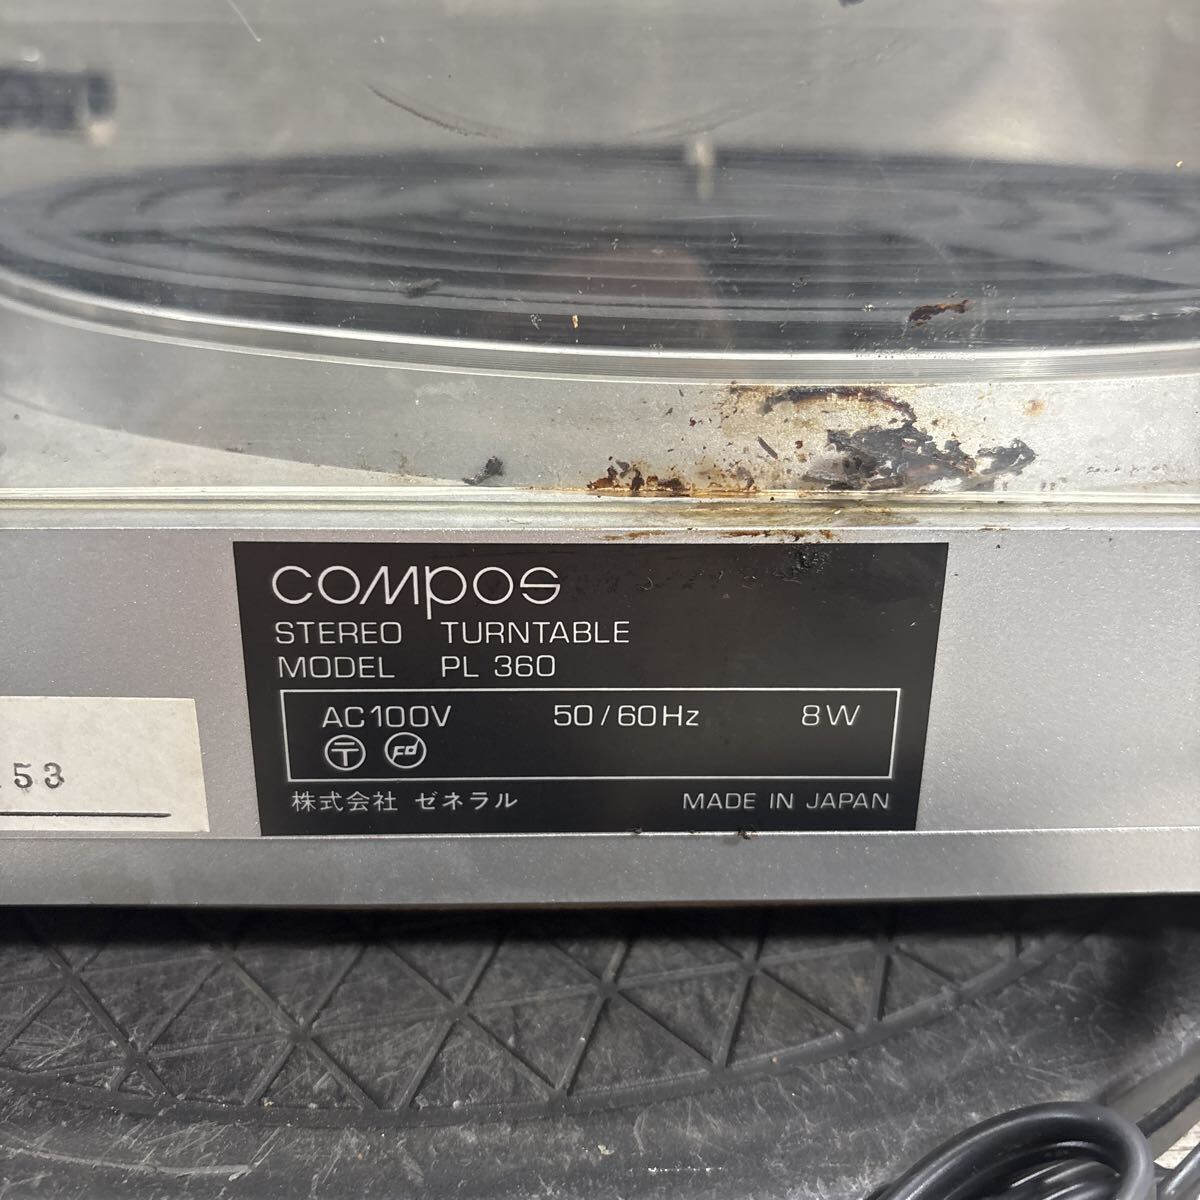 compos
STEREO TURNTABLE
MODEL PL 360
AC100V 50/60Hz 8W
〒
株式会社 ゼネラル MADE IN JAPAN
53